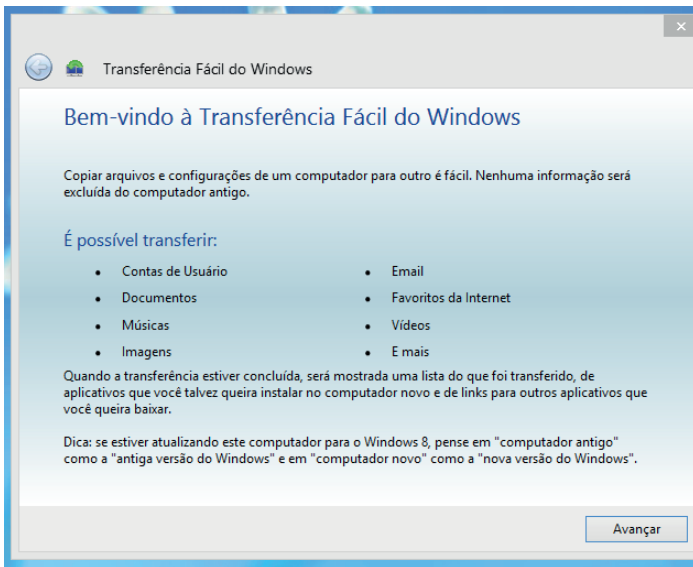 Transferência Fácil do Windows
Bem-vindo à Transferência Fácil do Windows
Copiar arquivos e configurações de um computador para outro é fácil. Nenhuma informação será
excluída do computador antigo.
É possível transferir:
• Contas de Usuário • Email
• Documentos • Favoritos da Internet
• Músicas • Vídeos
• Imagens • E mais
Quando a transferência estiver concluída, será mostrada uma lista do que foi transferido, de
aplicativos que você talvez queira instalar no computador novo e de links para outros aplicativos que
você queira baixar.
Dica: se estiver atualizando este computador para o Windows 8, pense em "computador antigo"
como a "antiga versão do Windows" e em "computador novo" como a "nova versão do Windows".
Avançar